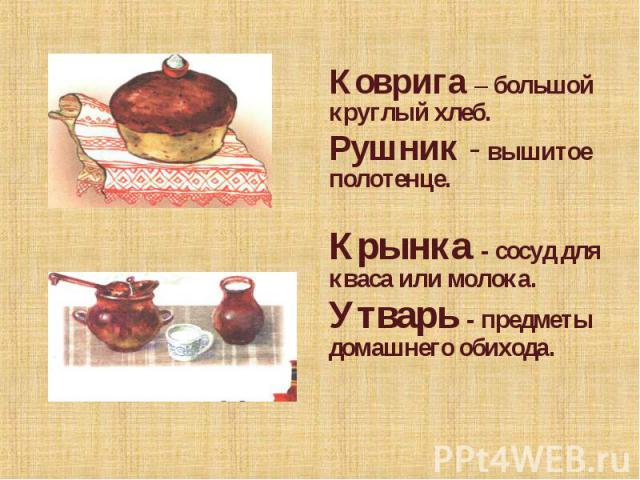 Коврига – большой
круглый хлеб.
Рушник - вышитое
полотенце.
Крынка - сосуд для
кваса или молока.
Утварь - предметы
домашнего обихода.
PPt4WEB.ru